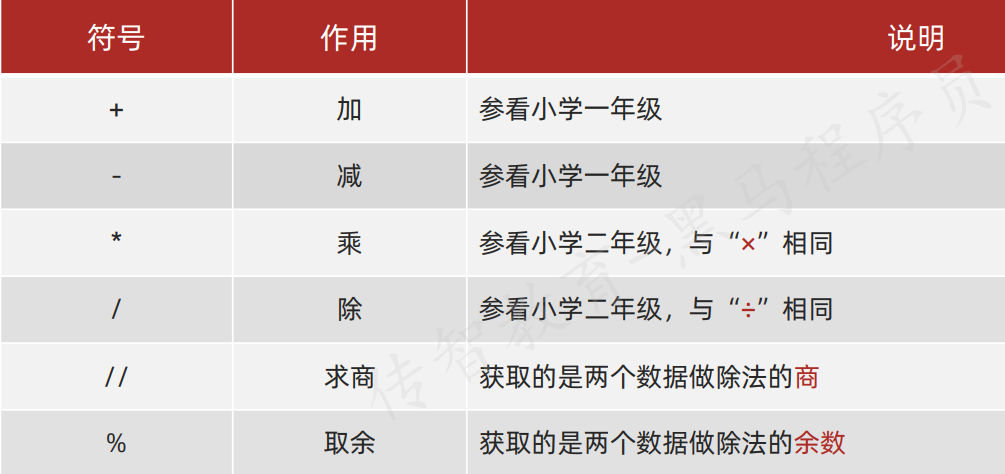 符号 作用 说明
+ 加 参看小学一年级
- 减 参看小学一年级
* 乘 参看小学二年级，与“×”相同
/ 除 参看小学二年级，与“÷”相同
// 求商 获取的是两个数据做除法的商
% 取余 获取的是两个数据做除法的余数
传智教育-黑马程序员